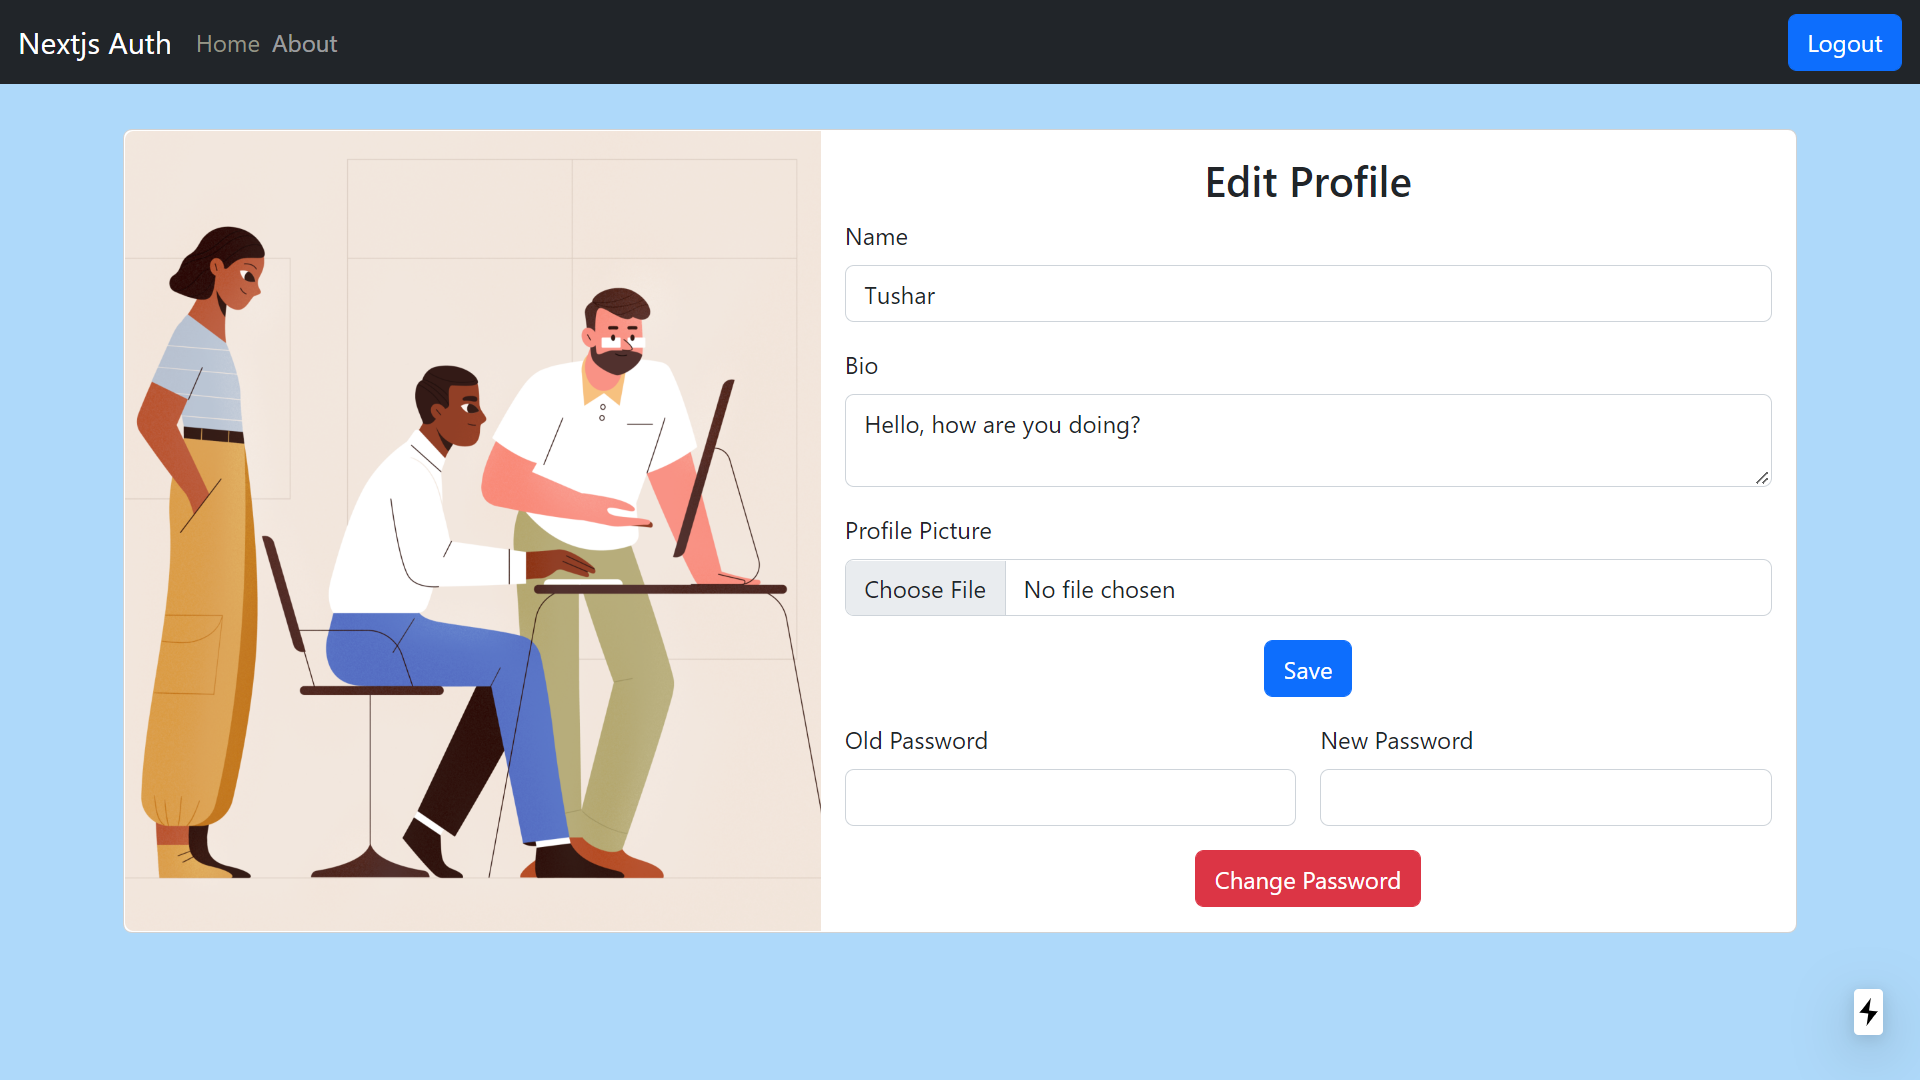 Nextjs Auth Home About Logout
Edit Profile
Name
Tushar
Bio
Hello, how are you doing?
Profile Picture
Choose File No file chosen
Save
Old Password New Password
Change Password